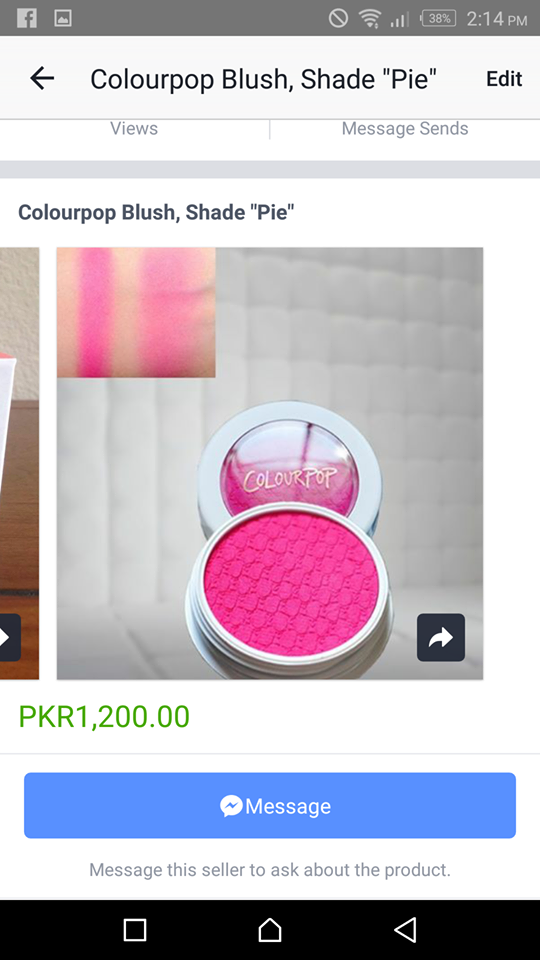 38%
2:14 PM
Colourpop Blush, Shade "Pie"
Edit
Views
Message Sends
Colourpop Blush, Shade "Pie"
COLOURPOP
PKR1,200.00
Message
Message this seller to ask about the product.